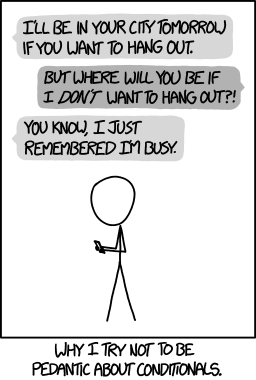 I'LL BE IN YOUR CITY TOMORROW
IF YOU WANT TO HANG OUT.
BUT WHERE WILL YOU BE IF
I DON'T WANT TO HANG OUT?!
YOU KNOW, I JUST
REMEMBERED I'M BUSY.
WHY I TRY NOT TO BE
PEDANTIC ABOUT CONDITIONALS.